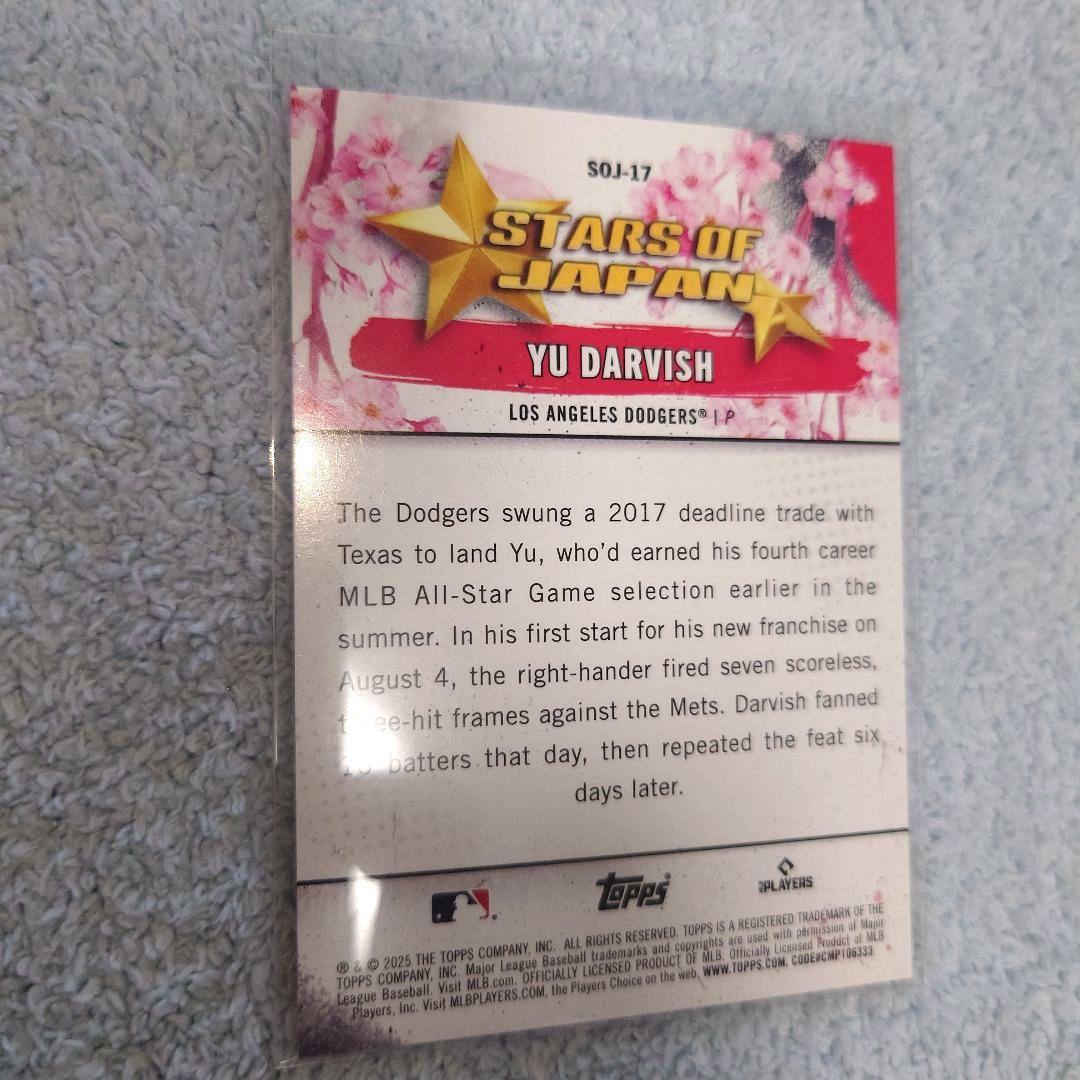 SOJ-17
STARS OF
JAPAN
YU DARVISH
LOS ANGELES DODGERS® | P
The Dodgers swung a 2017 deadline trade with
Texas to land Yu, who'd earned his fourth career
MLB All-Star Game selection earlier in the
summer. In his first start for his new franchise on
August 4, the right-hander fired seven scoreless,
three-hit frames against the Mets. Darvish fanned
10 batters that day, then repeated the feat six
days later.
topps
MLB PLAYERS
® & © 2025 THE TOPPS COMPANY, INC. ALL RIGHTS RESERVED. TOPPS IS A REGISTERED TRADEMARK OF THE
TOPPS COMPANY, INC. Major League Baseball trademarks and copyrights are used with permission of Major
League Baseball. Visit MLB.com. OFFICIALLY LICENSED PRODUCT OF MLB. Officially Licensed Product of MLB
Players, Inc. Visit MLBPLAYERS.COM, the Players Choice on the web. WWW.TOPPS.COM. CODE#CMP106333